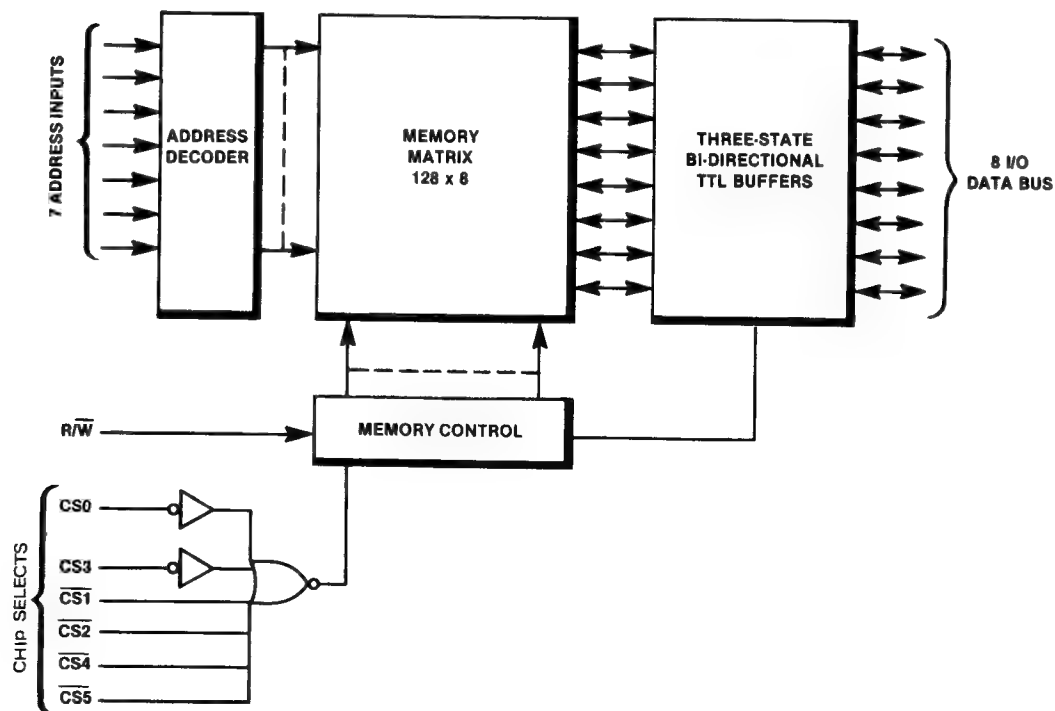 7 ADDRESS INPUTS
ADDRESS
DECODER
MEMORY
MATRIX
128 x 8
THREE-STATE
BI-DIRECTIONAL
TTL BUFFERS
8 I/O
DATA BUS
R/W̅
MEMORY CONTROL
CHIP SELECTS
CS0
CS3
C̅S̅1̅
C̅S̅2̅
C̅S̅4̅
C̅S̅5̅